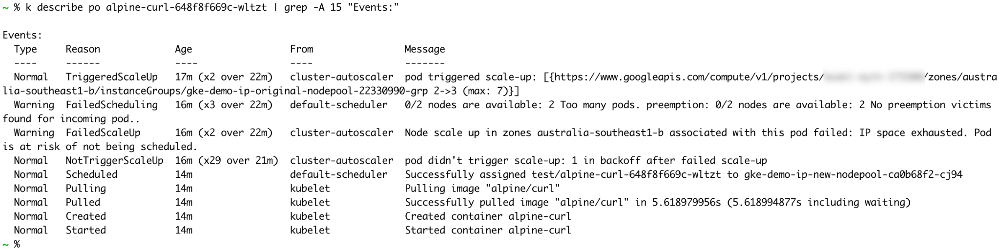 ~ % k describe po alpine-curl-648f8f669c-wltzt | grep -A 15 "Events:"
Events:
Type Reason Age From Message
---- ------ ---- ---- -------
Normal TriggeredScaleUp 17m (x2 over 22m) cluster-autoscaler pod triggered scale-up: [{https://www.googleapis.com/compute/v1/projects/ /zones/austra
lia-southeast1-b/instanceGroups/gke-demo-ip-original-nodepool-22330990-grp 2->3 (max: 7)}]
Warning FailedScheduling 16m (x3 over 22m) default-scheduler 0/2 nodes are available: 2 Too many pods. preemption: 0/2 nodes are available: 2 No preemption victims
found for incoming pod..
Warning FailedScaleUp 16m (x2 over 22m) cluster-autoscaler Node scale up in zones australia-southeast1-b associated with this pod failed: IP space exhausted. Pod
is at risk of not being scheduled.
Normal NotTriggerScaleUp 16m (x29 over 21m) cluster-autoscaler pod didn't trigger scale-up: 1 in backoff after failed scale-up
Normal Scheduled 14m default-scheduler Successfully assigned test/alpine-curl-648f8f669c-wltzt to gke-demo-ip-new-nodepool-ca0b68f2-cj94
Normal Pulling 14m kubelet Pulling image "alpine/curl"
Normal Pulled 14m kubelet Successfully pulled image "alpine/curl" in 5.618979956s (5.618994877s including waiting)
Normal Created 14m kubelet Created container alpine-curl
Normal Started 14m kubelet Started container alpine-curl
~ %